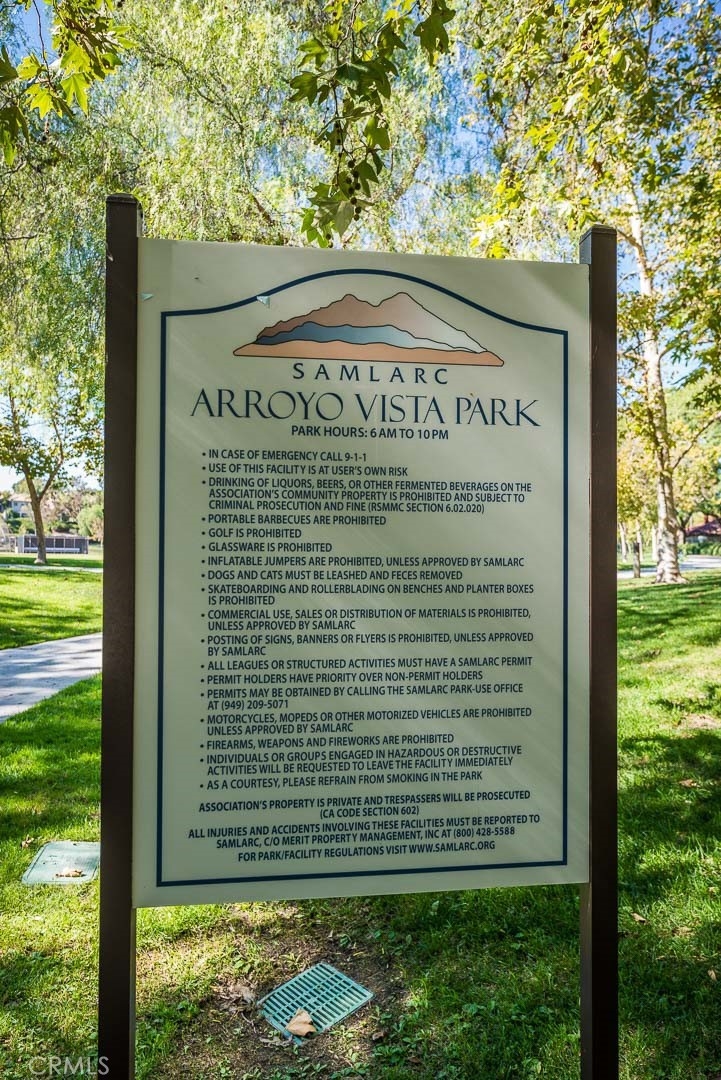 SAMLARC
ARROYO VISTA PARK
PARK HOURS: 6 AM TO 10 PM
• IN CASE OF EMERGENCY CALL 9-1-1
• USE OF THIS FACILITY IS AT USER'S OWN RISK
• DRINKING OF LIQUORS, BEERS, OR OTHER FERMENTED BEVERAGES ON THE
ASSOCIATION'S COMMUNITY PROPERTY IS PROHIBITED AND SUBJECT TO
CRIMINAL PROSECUTION AND FINE (RSMMC SECTION 6.02.020)
• PORTABLE BARBECUES ARE PROHIBITED
• GOLF IS PROHIBITED
• GLASSWARE IS PROHIBITED
• INFLATABLE JUMPERS ARE PROHIBITED, UNLESS APPROVED BY SAMLARC
• DOGS AND CATS MUST BE LEASHED AND FECES REMOVED
• SKATEBOARDING AND ROLLERBLADING ON BENCHES AND PLANTER BOXES
IS PROHIBITED
• COMMERCIAL USE, SALES OR DISTRIBUTION OF MATERIALS IS PROHIBITED,
UNLESS APPROVED BY SAMLARC
• POSTING OF SIGNS, BANNERS OR FLYERS IS PROHIBITED, UNLESS APPROVED
BY SAMLARC
• ALL LEAGUES OR STRUCTURED ACTIVITIES MUST HAVE A SAMLARC PERMIT
• PERMIT HOLDERS HAVE PRIORITY OVER NON-PERMIT HOLDERS
• PERMITS MAY BE OBTAINED BY CALLING THE SAMLARC PARK-USE OFFICE
AT (949) 209-5071
• MOTORCYCLES, MOPEDS OR OTHER MOTORIZED VEHICLES ARE PROHIBITED
UNLESS APPROVED BY SAMLARC
• FIREARMS, WEAPONS AND FIREWORKS ARE PROHIBITED
• INDIVIDUALS OR GROUPS ENGAGED IN HAZARDOUS OR DESTRUCTIVE
ACTIVITIES WILL BE REQUESTED TO LEAVE THE FACILITY IMMEDIATELY
• AS A COURTESY, PLEASE REFRAIN FROM SMOKING IN THE PARK
ASSOCIATION'S PROPERTY IS PRIVATE AND TRESPASSERS WILL BE PROSECUTED
(CA CODE SECTION 602)
ALL INJURIES AND ACCIDENTS INVOLVING THESE FACILITIES MUST BE REPORTED TO
SAMLARC, C/O MERIT PROPERTY MANAGEMENT, INC AT (800) 428-5588
FOR PARK/FACILITY REGULATIONS VISIT WWW.SAMLARC.ORG
CRMLS